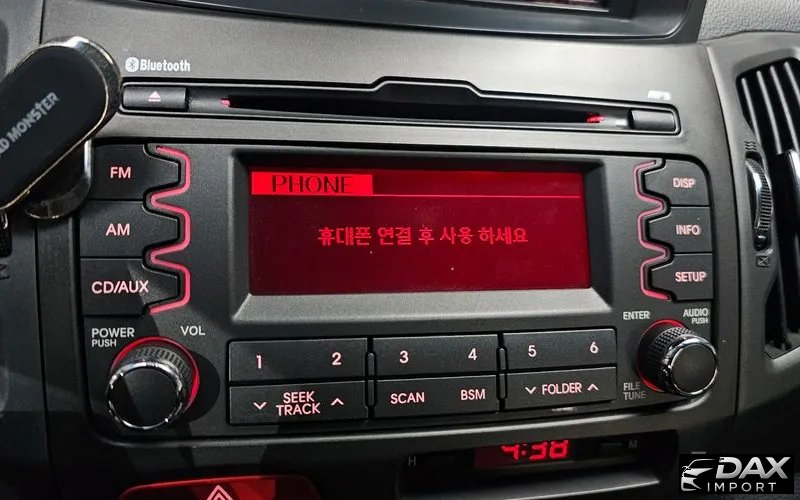 Bluetooth
AD MONSTER
FM
AM
CD/AUX
PHONE
휴대폰 연결 후 사용 하세요
DISP
INFO
SETUP
POWER
PUSH
VOL
ENTER
AUDIO
PUSH
1 2 3 4 5 6
SEEK
TRACK
SCAN
BSM
FOLDER
FILE
TUNE
H
4:38
M
DAX
IMPORT